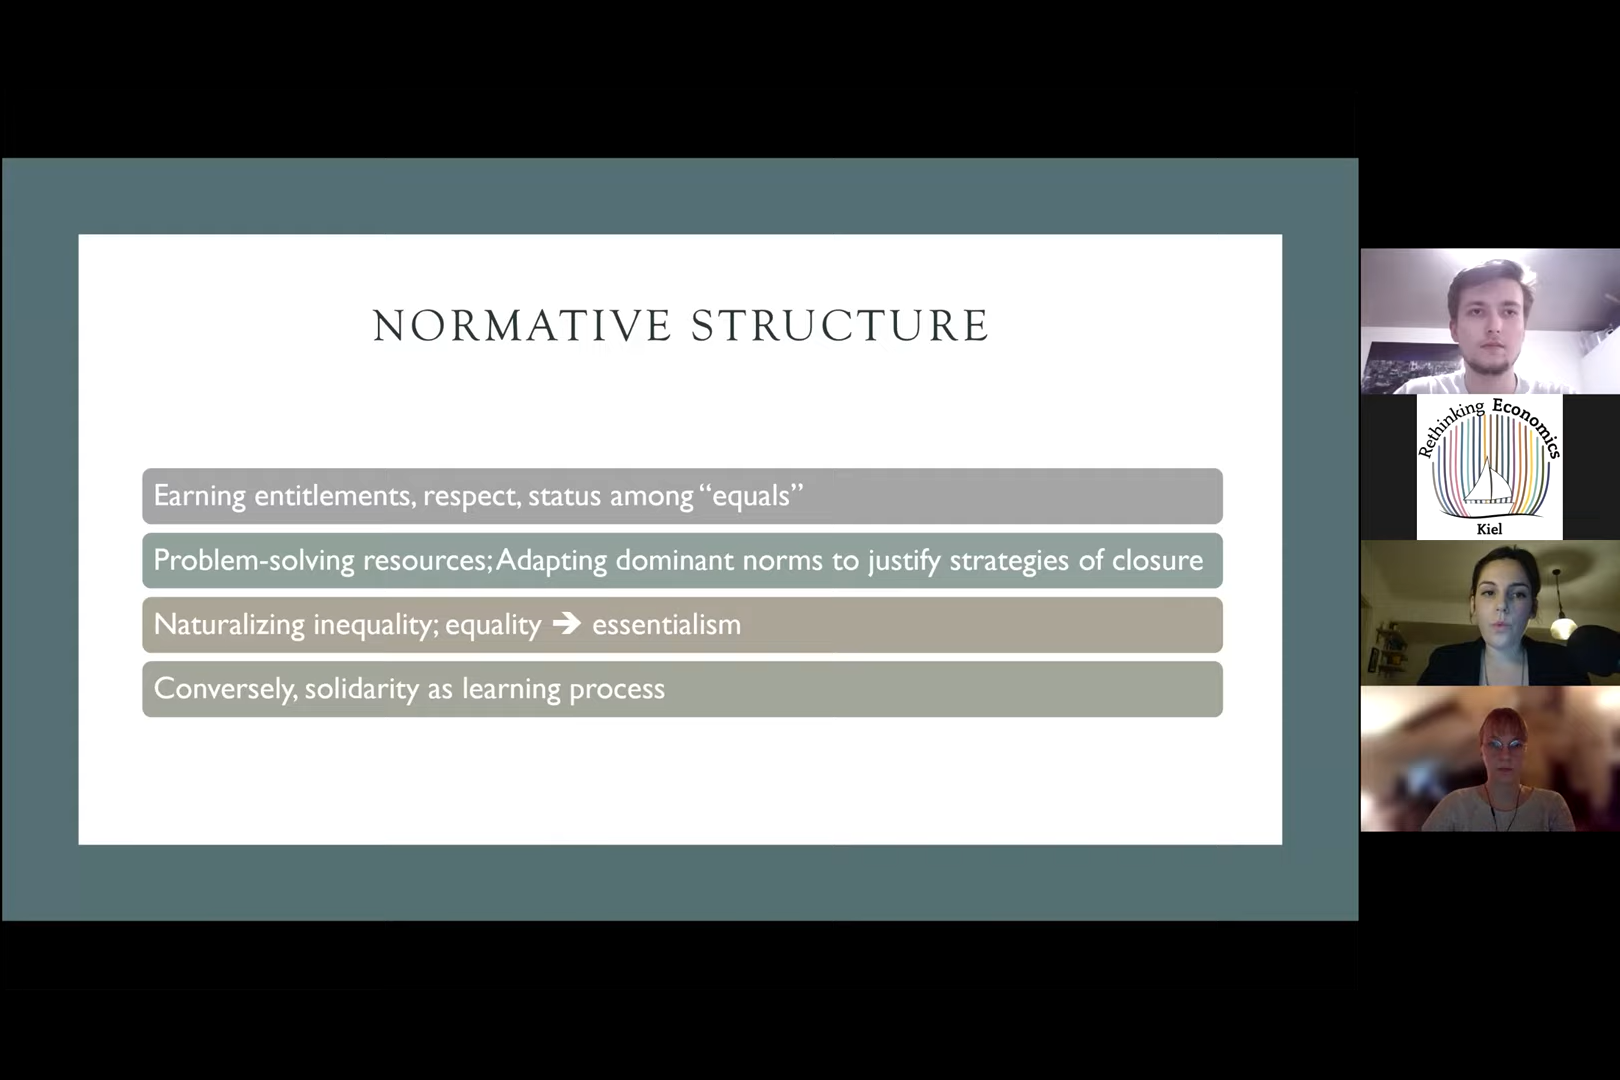 NORMATIVE STRUCTURE
Earning entitlements, respect, status among “equals”
Problem-solving resources; Adapting dominant norms to justify strategies of closure
Naturalizing inequality; equality ➔ essentialism
Conversely, solidarity as learning process
Rethinking Economics
Kiel